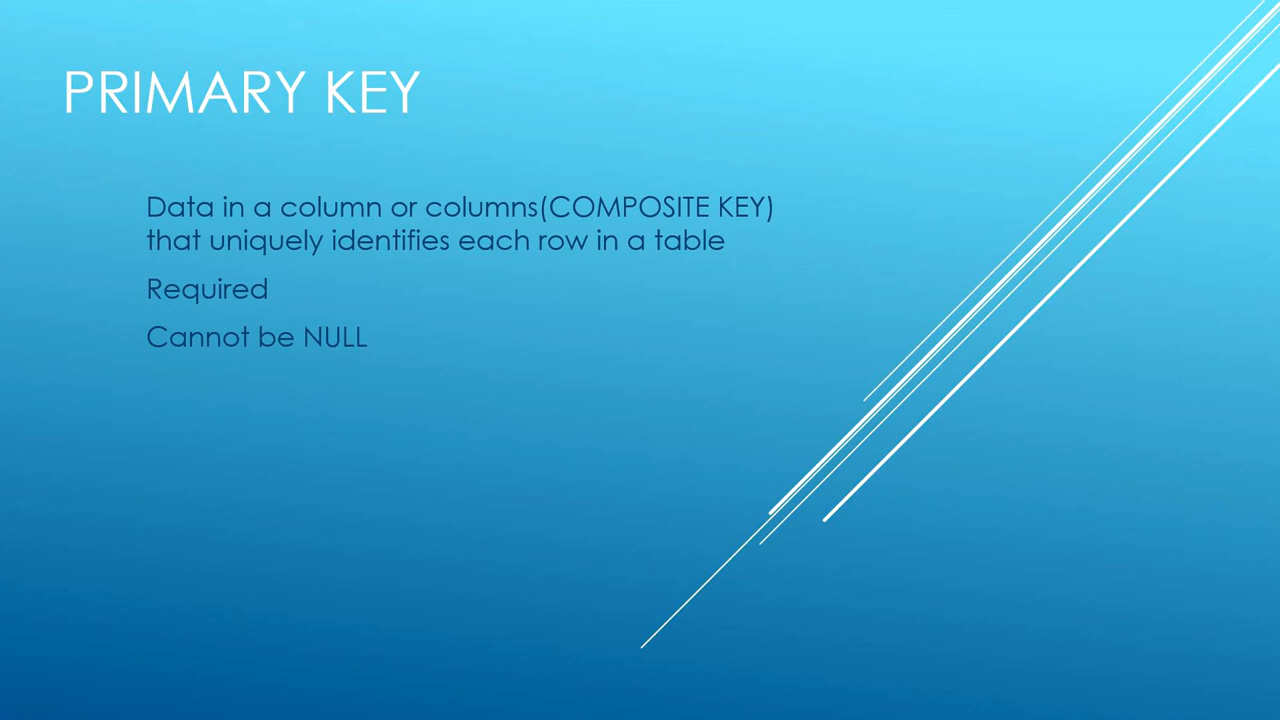 PRIMARY KEY
Data in a column or columns(COMPOSITE KEY)
that uniquely identifies each row in a table
Required
Cannot be NULL